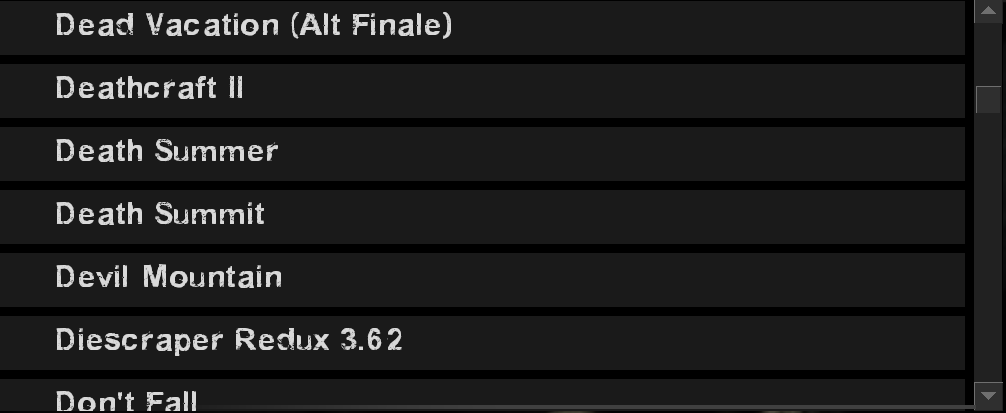 Dead Vacation (Alt Finale)
Deathcraft II
Death Summer
Death Summit
Devil Mountain
Diescraper Redux 3.62
Don't Fall